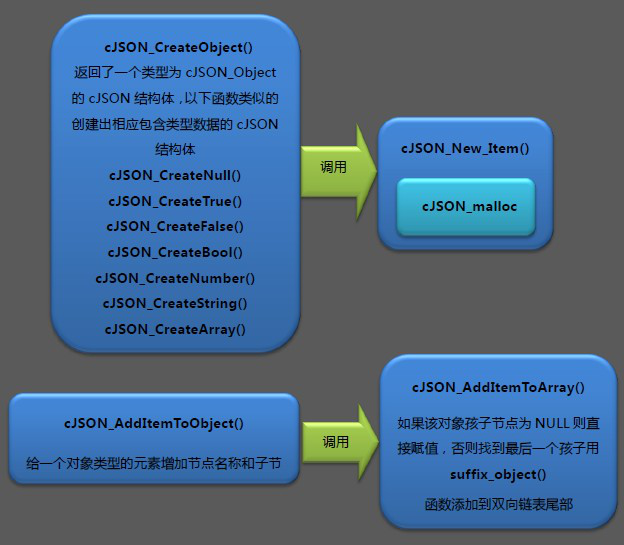 cJSON_CreateObject()
返回了一个类型为 cJSON_Object
的 cJSON 结构体，以下函数类似的
创建出相应包含类型数据的 cJSON
结构体
cJSON_CreateNull()
cJSON_CreateTrue()
cJSON_CreateFalse()
cJSON_CreateBool()
cJSON_CreateNumber()
cJSON_CreateString()
cJSON_CreateArray()
调用
cJSON_New_Item()
cJSON_malloc
cJSON_AddItemToObject()
给一个对象类型的元素增加节点名称和子节
调用
cJSON_AddItemToArray()
如果该对象孩子节点为 NULL 则直
接赋值，否则找到最后一个孩子用
suffix_object()
函数添加到双向链表尾部